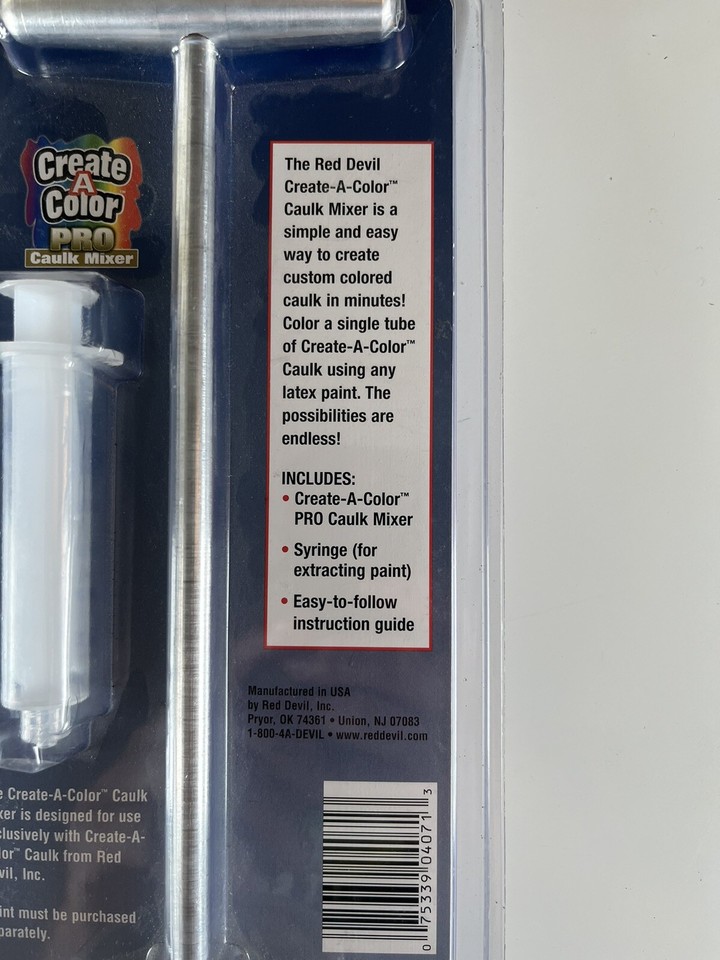 Create
A
Color
PRO
Caulk Mixer
The Red Devil
Create-A-Color™
Caulk Mixer is a
simple and easy
way to create
custom colored
caulk in minutes!
Color a single tube
of Create-A-Color™
Caulk using any
latex paint. The
possibilities are
endless!
INCLUDES:
• Create-A-Color™
PRO Caulk Mixer
• Syringe (for
extracting paint)
• Easy-to-follow
instruction guide
Manufactured in USA
by Red Devil, Inc.
Pryor, OK 74361 • Union, NJ 07083
1-800-4A-DEVIL • www.reddevil.com
Create-A-Color™ Caulk
is designed for use
with Create-A-
Caulk from Red
Inc.
must be purchased
0 75339 04071 3